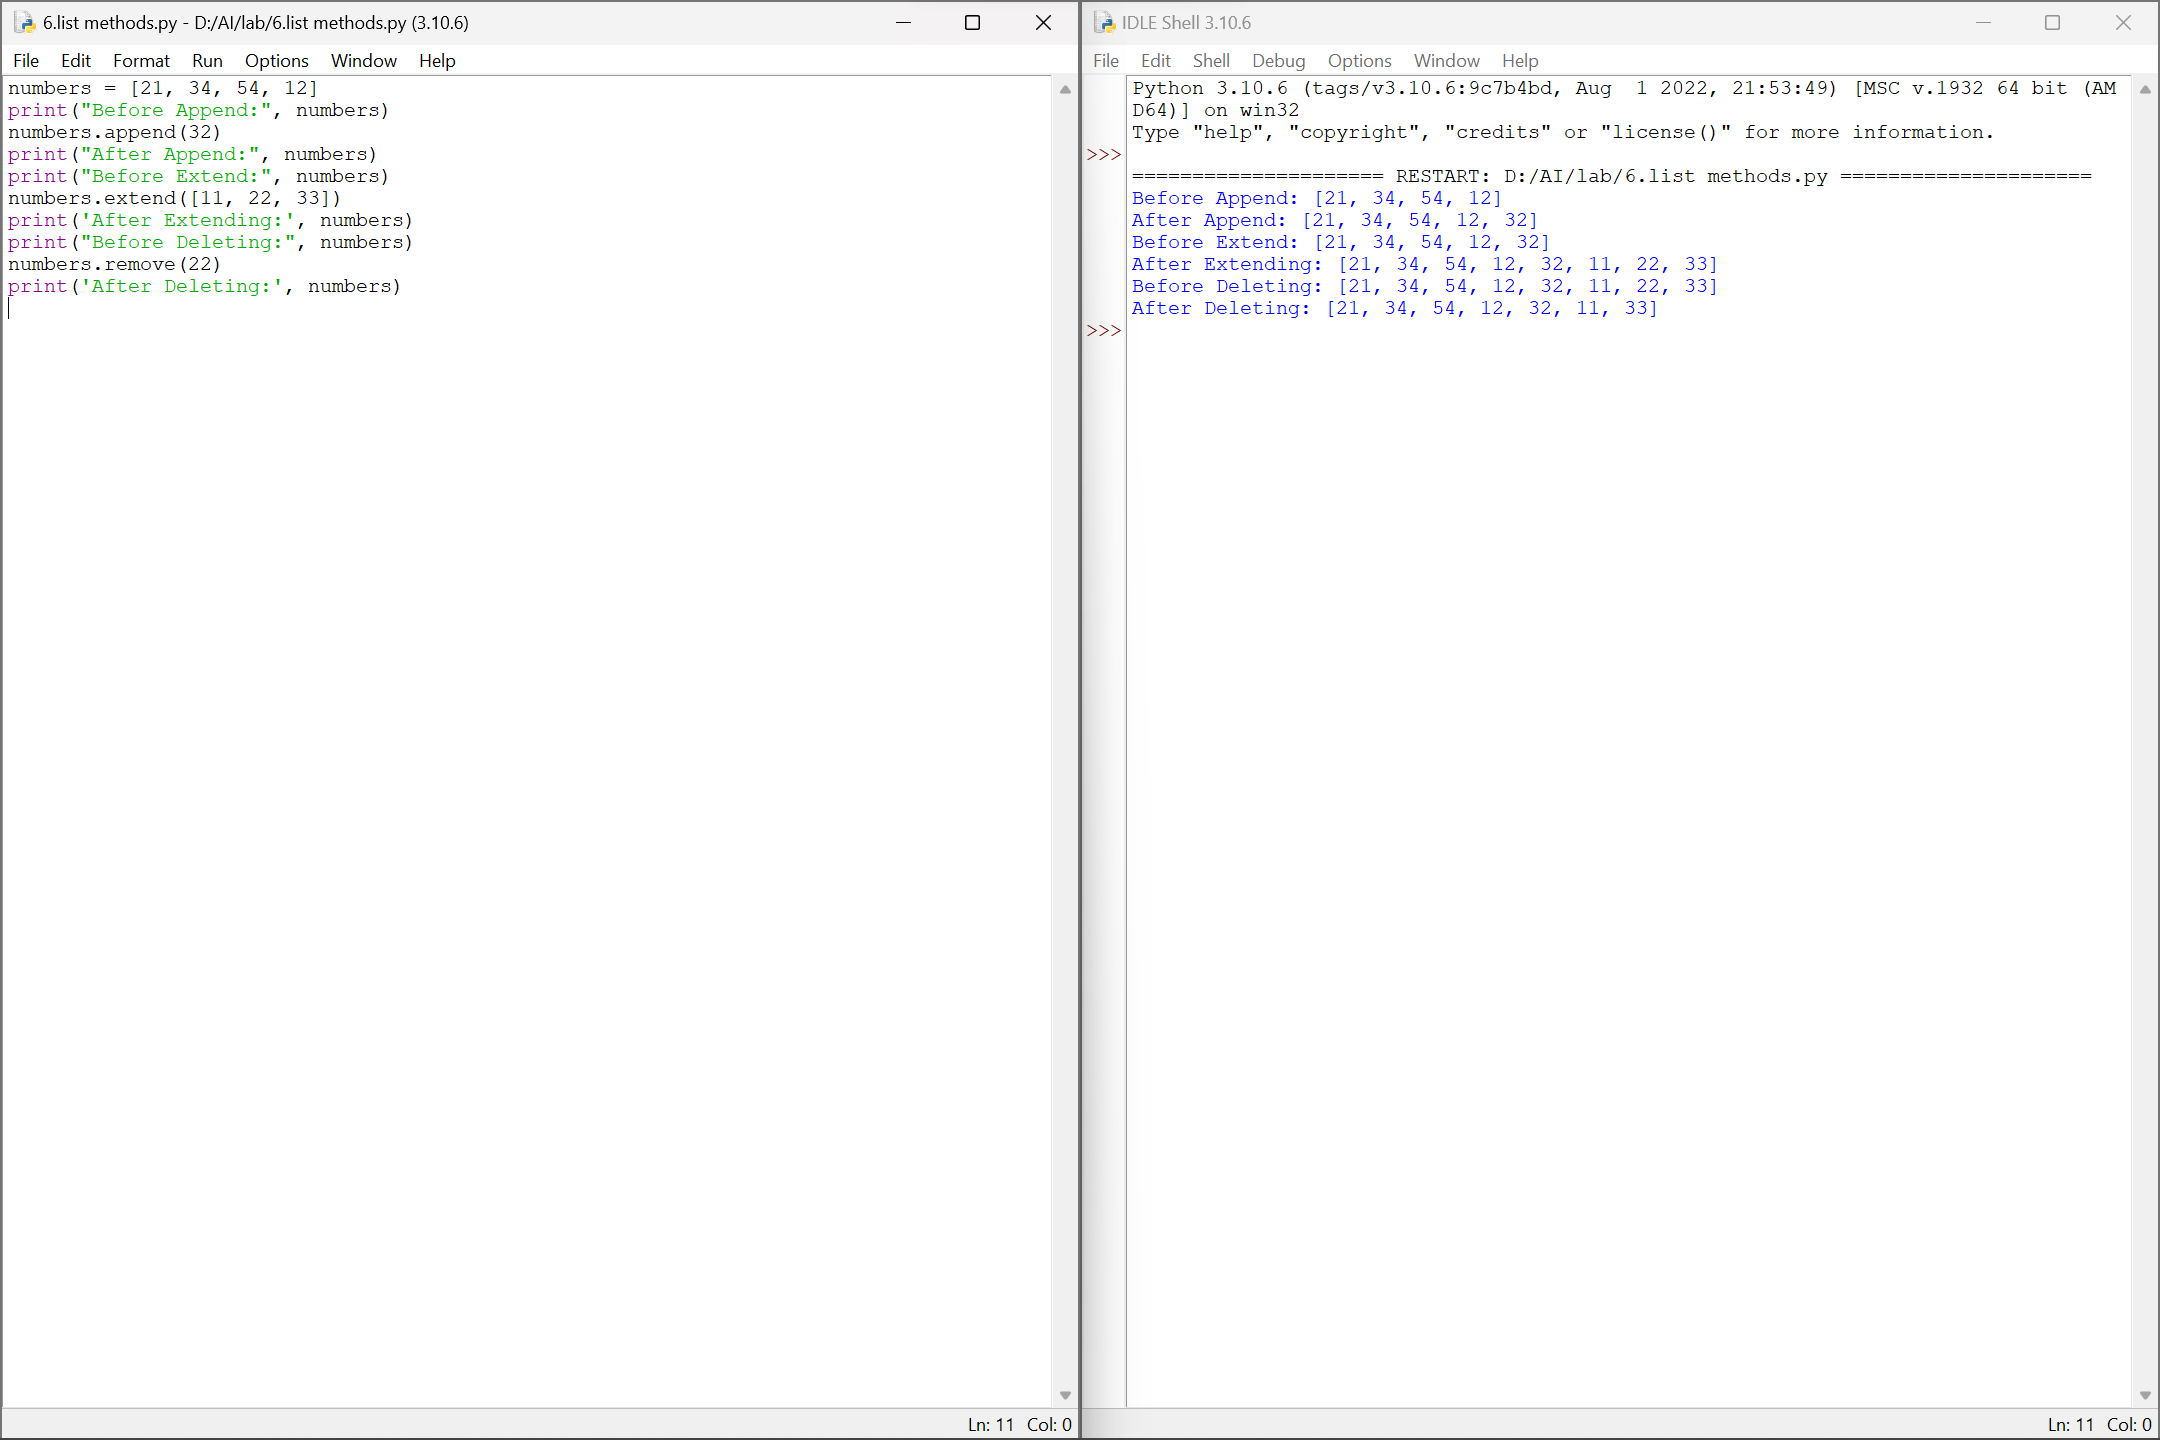 6.list methods.py - D:/AI/lab/6.list methods.py (3.10.6)
File Edit Format Run Options Window Help
numbers = [21, 34, 54, 12]
print("Before Append:", numbers)
numbers.append(32)
print("After Append:", numbers)
print("Before Extend:", numbers)
numbers.extend([11, 22, 33])
print('After Extending:', numbers)
print("Before Deleting:", numbers)
numbers.remove(22)
print('After Deleting:', numbers)
Ln: 11 Col: 0
IDLE Shell 3.10.6
File Edit Shell Debug Options Window Help
Python 3.10.6 (tags/v3.10.6:9c7b4bd, Aug  1 2022, 21:53:49) [MSC v.1932 64 bit (AM
D64)] on win32
Type "help", "copyright", "credits" or "license()" for more information.
>>>
===================== RESTART: D:/AI/lab/6.list methods.py =====================
Before Append: [21, 34, 54, 12]
After Append: [21, 34, 54, 12, 32]
Before Extend: [21, 34, 54, 12, 32]
After Extending: [21, 34, 54, 12, 32, 11, 22, 33]
Before Deleting: [21, 34, 54, 12, 32, 11, 22, 33]
After Deleting: [21, 34, 54, 12, 32, 11, 33]
>>>
Ln: 11 Col: 0